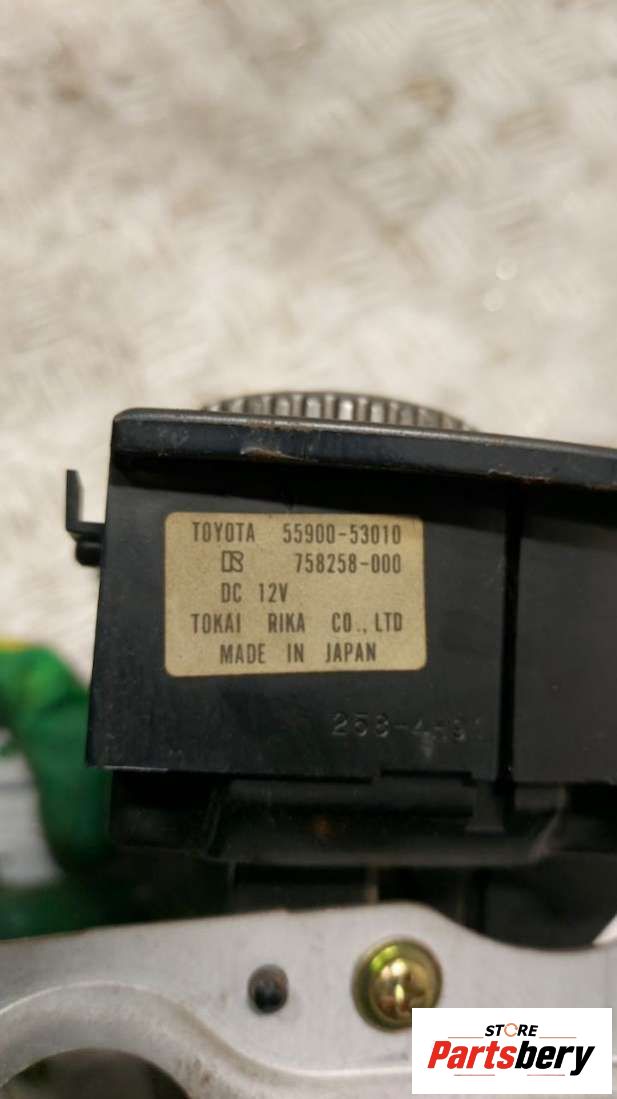 TOYOTA 55900-53010
758258-000
DC 12V
TOKAI RIKA CO., LTD
MADE IN JAPAN
STORE
Partsbery